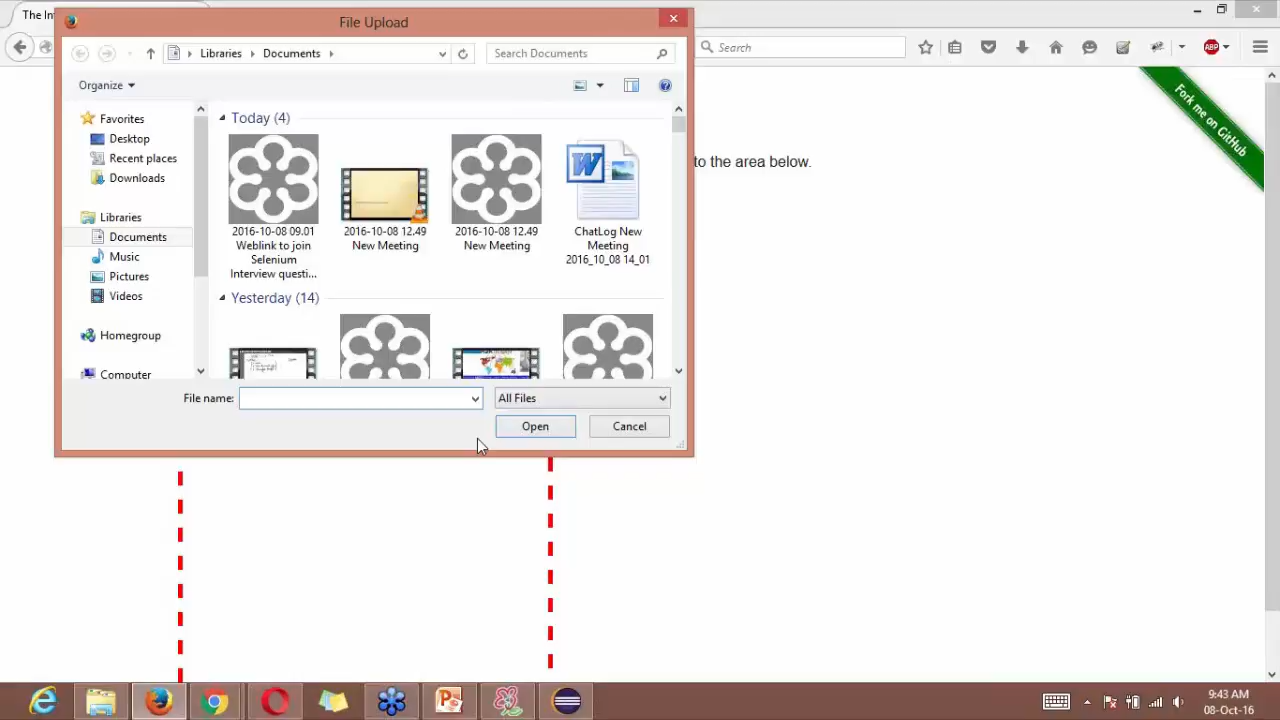 The In
File Upload
Libraries
Documents
Search Documents
Search
ABP
Organize
Favorites
Desktop
Recent places
Downloads
Libraries
Documents
Music
Pictures
Videos
Homegroup
Computer
Today (4)
2016-10-08 09.01
Weblink to join
Selenium
Interview questi...
2016-10-08 12.49
New Meeting
2016-10-08 12.49
New Meeting
W
ChatLog New
Meeting
2016_10_08 14_01
Yesterday (14)
File name:
All Files
Open
Cancel
to the area below.
Fork me on GitHub
9:43 AM
08-Oct-16